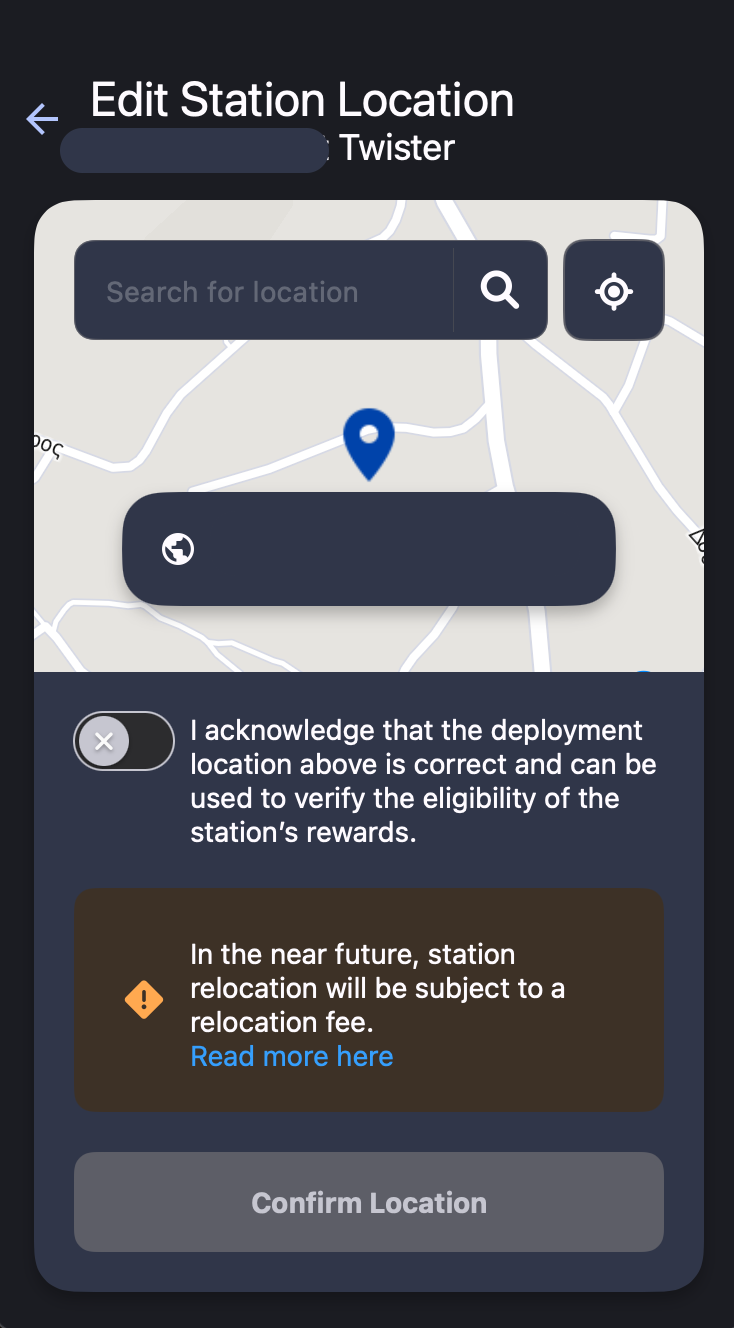 Edit Station Location
Twister
Search for location
ρος
I acknowledge that the deployment
location above is correct and can be
used to verify the eligibility of the
station’s rewards.
In the near future, station
relocation will be subject to a
relocation fee.
Read more here
Confirm Location